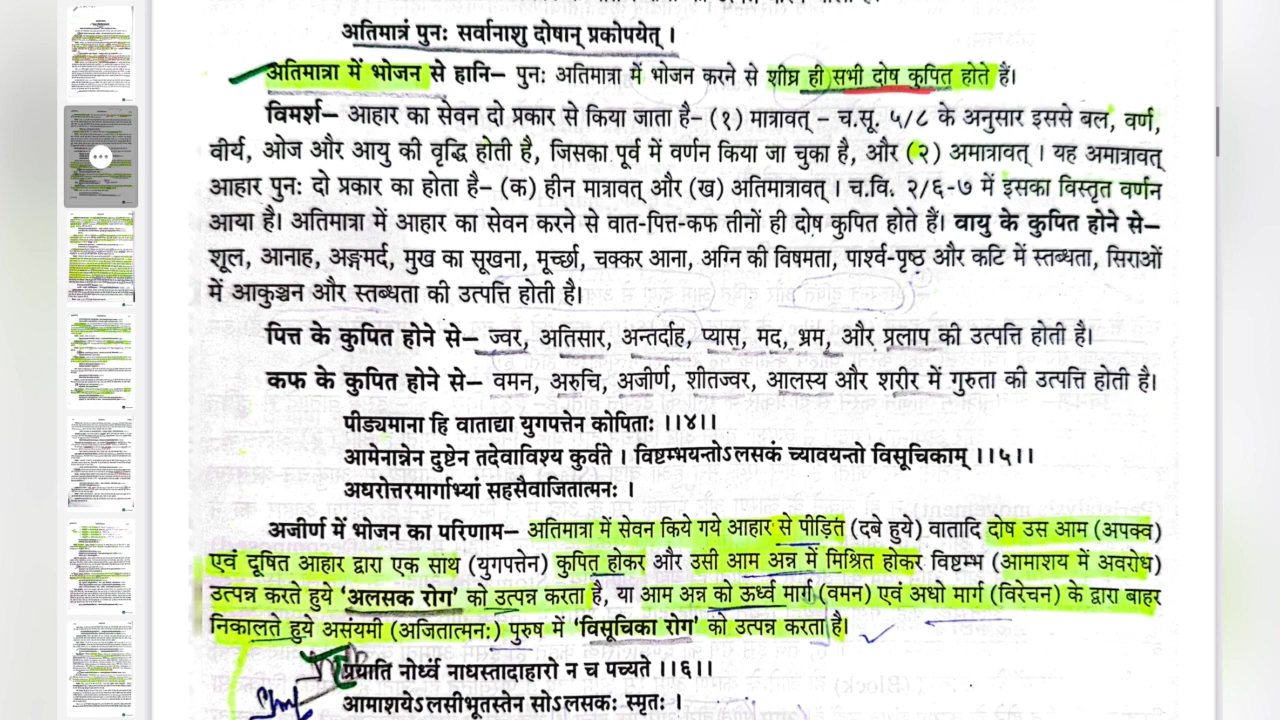 अतिमात्रं पुनः सर्वानाशु दोषान् प्रकोपयेत् ।
अतिमात्रा में भोजन से हानि– पुनः अतिमात्रा में भोजन करने से सभी दोष कुपित होते हैं।
विमर्श– आहार का सेवन दो प्रकार से किया जाता है– (१) मात्रावत् – च.सू. ५/८ के अनुसार इससे बल, वर्ण,
वीर्य, ओज और आयु की वृद्धि होती है, जिसका पूर्व में वर्णन किया जा चुका है, और (२) अमात्रावत् । यह अमात्रावत्
आहार पुनः दो प्रकार का होता है– (क) हीन मात्रावत् और (ख) अतिमात्रावत् । च.वि. २/६-७ में इसका विस्तृत वर्णन
आया है। अतिमात्रा में आहार का सेवन करने से वात-पित्त-कफ तीनों दोष कुपित होते हैं। वायु के कुपित होने से–
शूल, आनाह, अङ्गमर्द, मुख का सूखना, मूर्च्छा, चक्कर आना, अग्नि की विषमता, पार्श्व-पृष्ठ और कटि में स्तब्धता, सिराओं
में आकुञ्चन और स्तब्धता की उत्पत्ति होती है।
पित्त के कुपित होने से– ज्वर, अतिसार, अन्तर्दाह, प्यास, मद, भ्रम, और प्रलाप की उत्पत्ति होती है।
कफ के कुपित होने से– वमन, अरुचि, अजीर्ण, शीतज्वर, आलस्य और शरीर में गुरुता की उत्पत्ति होती है।
पीड्यमाना हि वाताद्या युगपत्तेन कोपिताः ।।४।।
आमेनान्नेन दुष्टेन तदेवाविश्य कुर्वते । विष्टम्भयन्तोऽलसकं च्यावयन्तो विसूचिकाम् ।।५।।
अधरोत्तरमार्गाभ्यां सहसैवाजितात्मनः ।
अजीर्ण में भोजन का परिणाम– अतिमात्रा में सेवन किये गये आहार से पीड़ित (दबे हुये) वातादि दोष उस आम (अपक्व)
एवं दूषित आहार द्वारा एक साथ (युगपत्) कुपित होकर और उसी आम अन्न में मिश्रित होकर विष्टम्भ (आमाशय में अवरोध)
उत्पन्न करते हुये ‘अलसक रोग’ को उत्पन्न करता है, या आम अन्न को ऊर्ध्व मार्ग (वमन) एवं अधो मार्ग (विरेचन) के द्वारा बाहर
निकालते हुये असंयमी (अजितात्मनः) पुरुष में ‘विसूचिका रोग’ को उत्पन्न करता है।
प्रयाति नोर्ध्वं नाधस्तादाहारो न च पच्यते ।।६।।
आमाशयेऽलसीभूतस्तेन सोऽलसकः स्मृतः ।